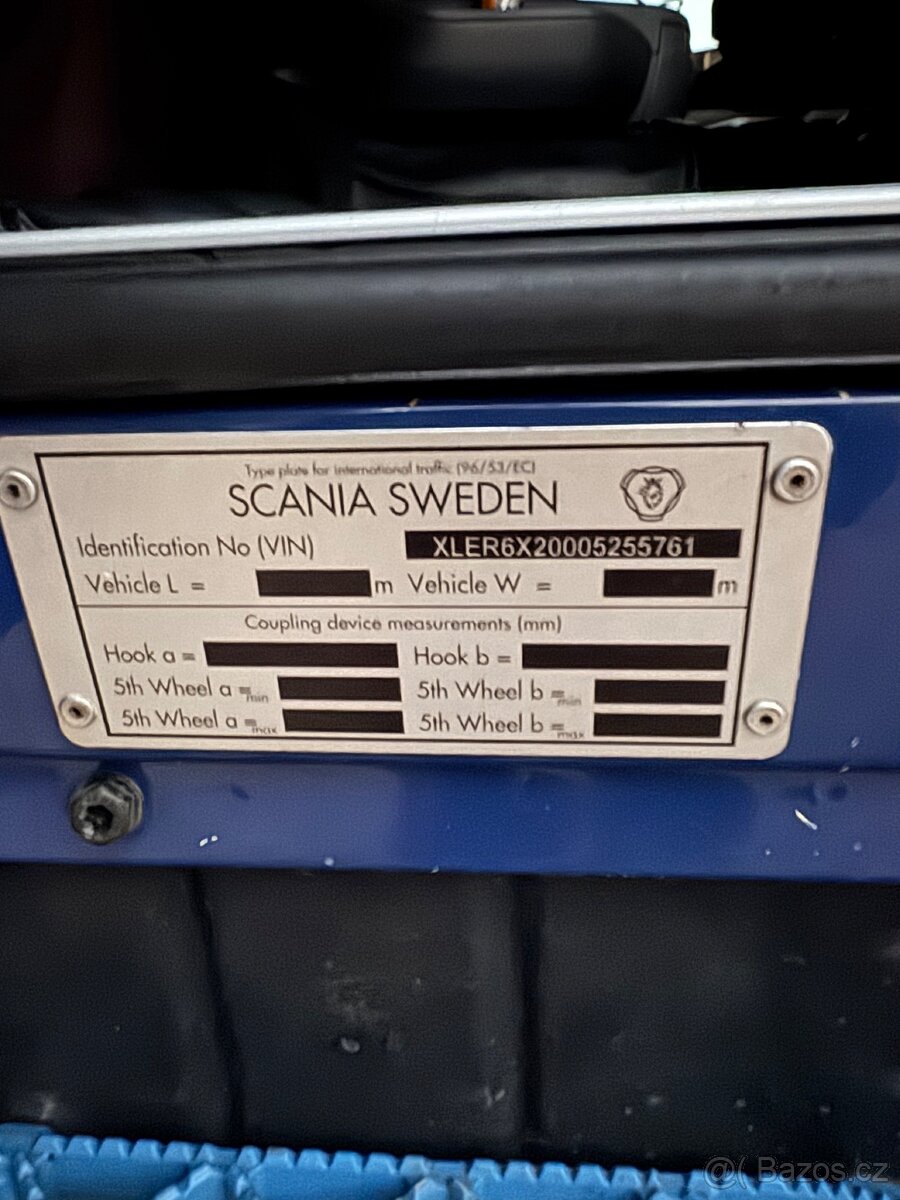 Type plate for international traffic (96/53/EC)
SCANIA SWEDEN
Identification No (VIN) XLER6X20005255761
Vehicle L = m Vehicle W = m
Coupling device measurements (mm)
Hook a = Hook b =
5th Wheel a min = 5th Wheel b min =
5th Wheel a max = 5th Wheel b max =
@( Bazos.cz